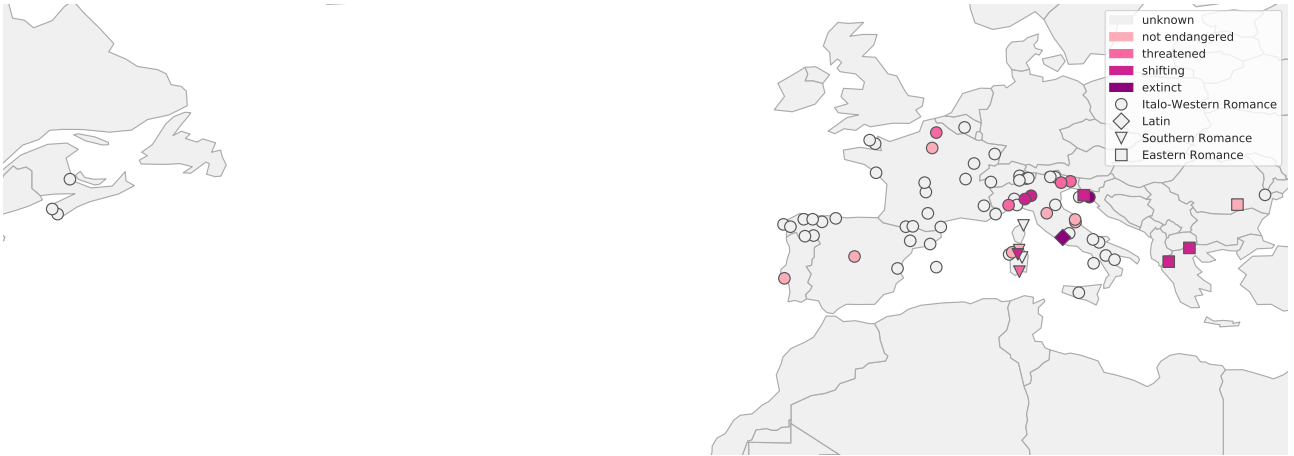 unknown
not endangered
threatened
shifting
extinct
Italo-Western Romance
Latin
Southern Romance
Eastern Romance